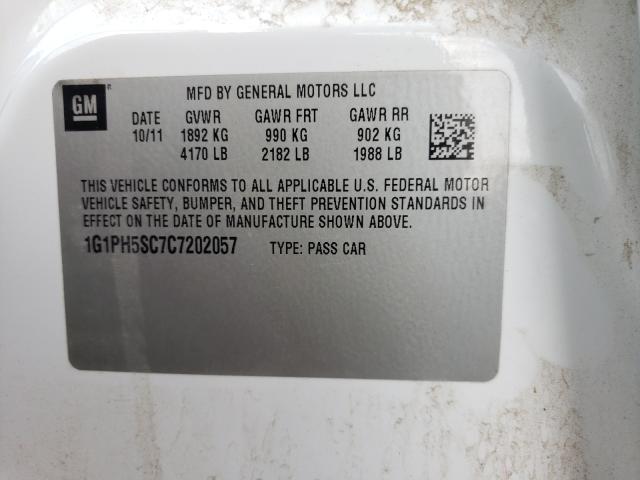 GM
MFD BY GENERAL MOTORS LLC
DATE GVWR GAWR FRT GAWR RR
10/11 1892 KG 990 KG 902 KG
4170 LB 2182 LB 1988 LB
THIS VEHICLE CONFORMS TO ALL APPLICABLE U.S. FEDERAL MOTOR
VEHICLE SAFETY, BUMPER, AND THEFT PREVENTION STANDARDS IN
EFFECT ON THE DATE OF MANUFACTURE SHOWN ABOVE.
1G1PH5SC7C7202057 TYPE: PASS CAR